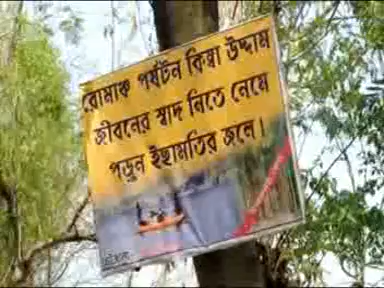 রোমাঞ্চ পর্যটন কিম্বা উদ্দাম
জীবনের স্বাদ নিতে নেমে
পড়ুন ইছামতির জলে।